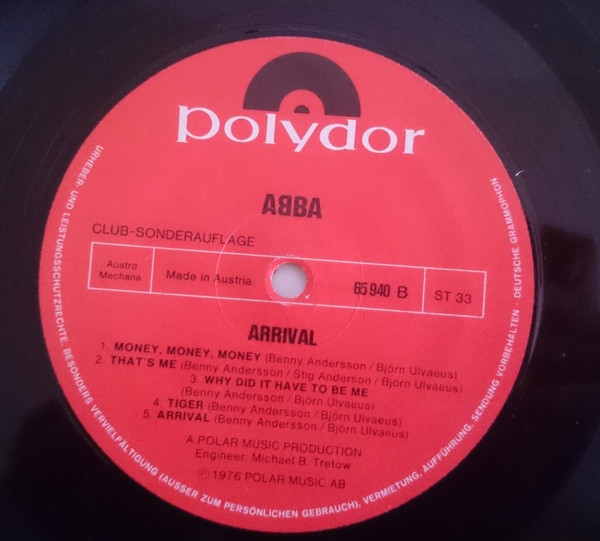 polydor
AᗺBA
CLUB-SONDERAUFLAGE
Austro
Mechana
Made in Austria
65 940 B
ST 33
ARRIVAL
1. MONEY, MONEY, MONEY (Benny Andersson / Björn Ulvaeus)
2. THAT'S ME (Benny Andersson / Stig Anderson / Björn Ulvaeus)
3. WHY DID IT HAVE TO BE ME
(Benny Andersson / Björn Ulvaeus)
4. TIGER (Benny Andersson / Björn Ulvaeus)
5. ARRIVAL (Benny Andersson / Björn Ulvaeus)
A POLAR MUSIC PRODUCTION
Engineer: Michael B. Tretow
Ⓟ 1976 POLAR MUSIC AB
URHEBER- UND LEISTUNGSSCHUTZRECHTE, BESONDERS VERVIELFÄLTIGUNG (AUSSER ZUM PERSÖNLICHEN GEBRAUCH), VERMIETUNG, AUFFÜHRUNG, SENDUNG VORBEHALTEN · DEUTSCHE GRAMMOPHON